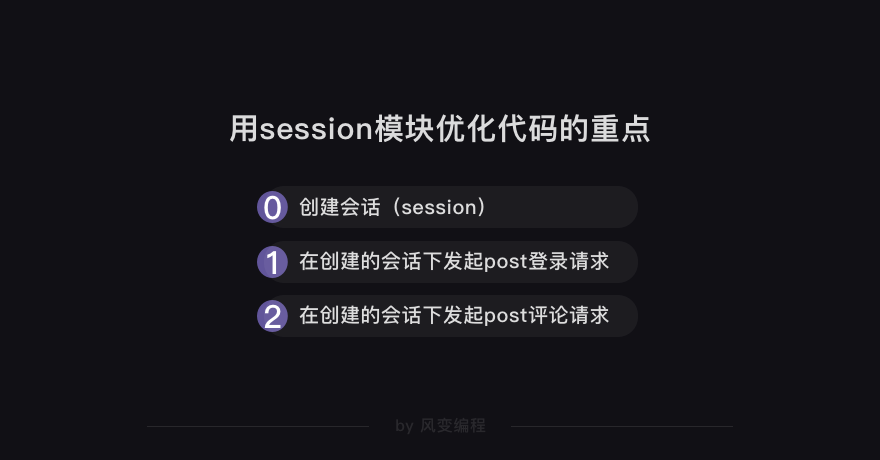 用session模块优化代码的重点
0 创建会话（session）
1 在创建的会话下发起post登录请求
2 在创建的会话下发起post评论请求
by 风变编程